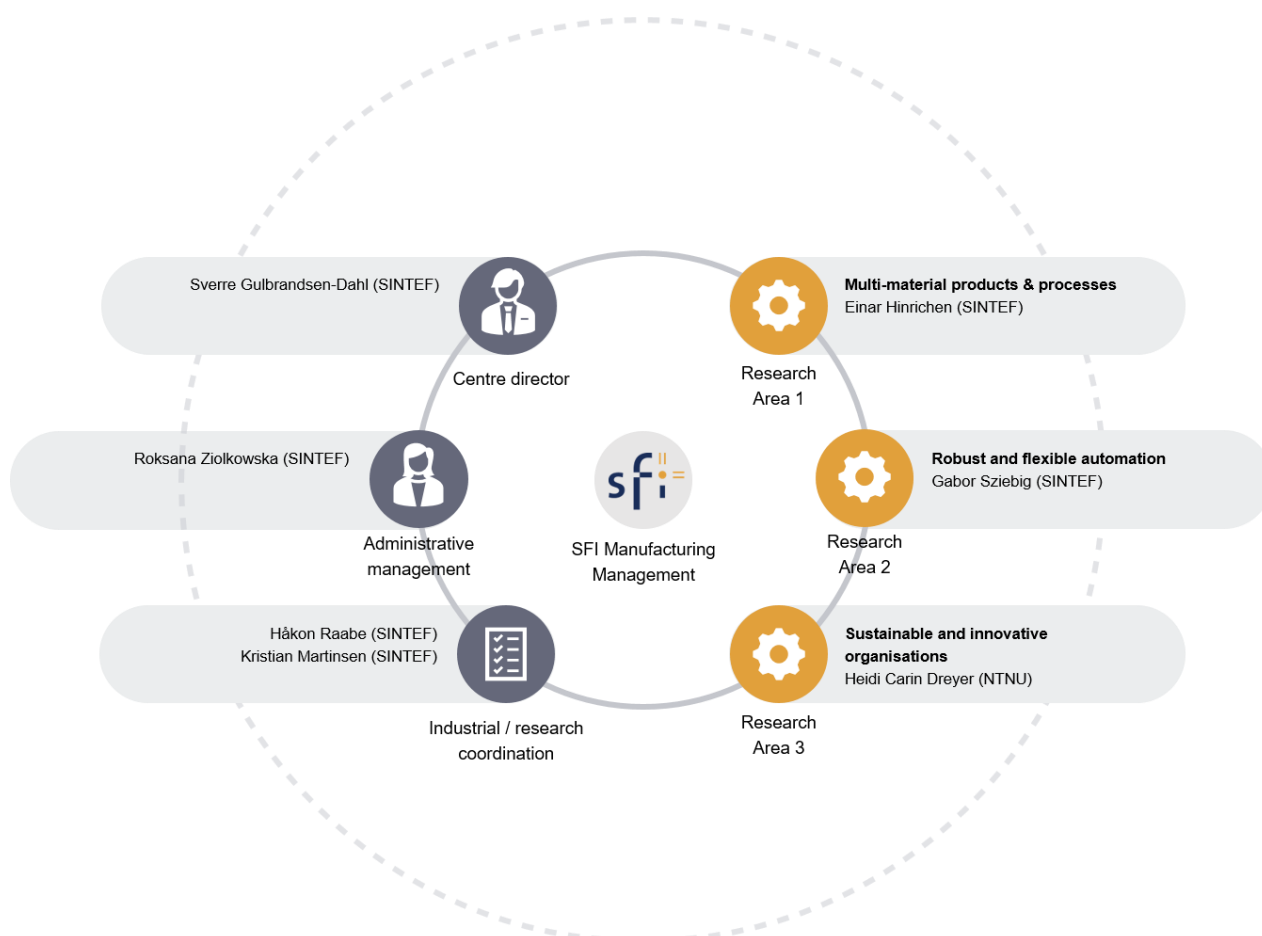 Sverre Gulbrandsen-Dahl (SINTEF)
Centre director
Roksana Ziolkowska (SINTEF)
Administrative
management
Håkon Raabe (SINTEF)
Kristian Martinsen (SINTEF)
Industrial / research
coordination
sfi
SFI Manufacturing
Management
Multi-material products & processes
Einar Hinrichen (SINTEF)
Research
Area 1
Robust and flexible automation
Gabor Sziebig (SINTEF)
Research
Area 2
Sustainable and innovative
organisations
Heidi Carin Dreyer (NTNU)
Research
Area 3